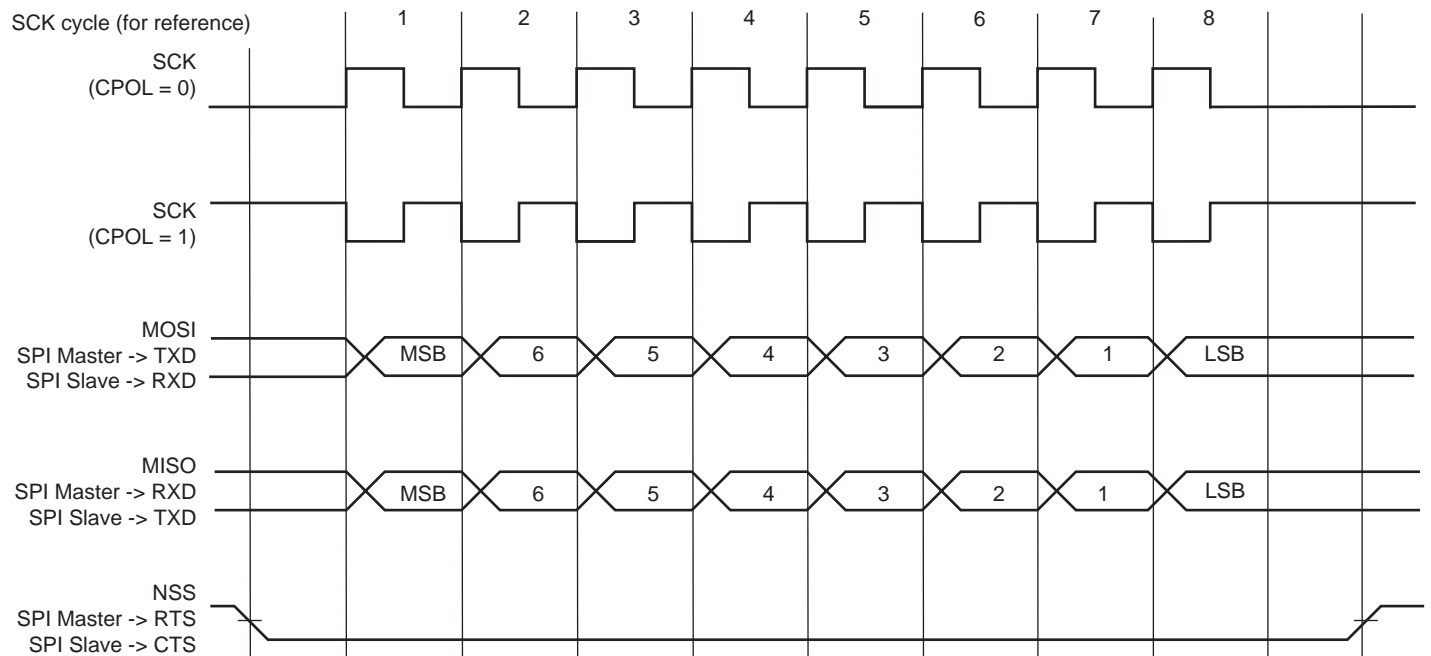 SCK cycle (for reference) 1 2 3 4 5 6 7 8
SCK
(CPOL = 0)
SCK
(CPOL = 1)
MOSI
SPI Master -> TXD
SPI Slave -> RXD
MSB 6 5 4 3 2 1 LSB
MISO
SPI Master -> RXD
SPI Slave -> TXD
MSB 6 5 4 3 2 1 LSB
NSS
SPI Master -> RTS
SPI Slave -> CTS